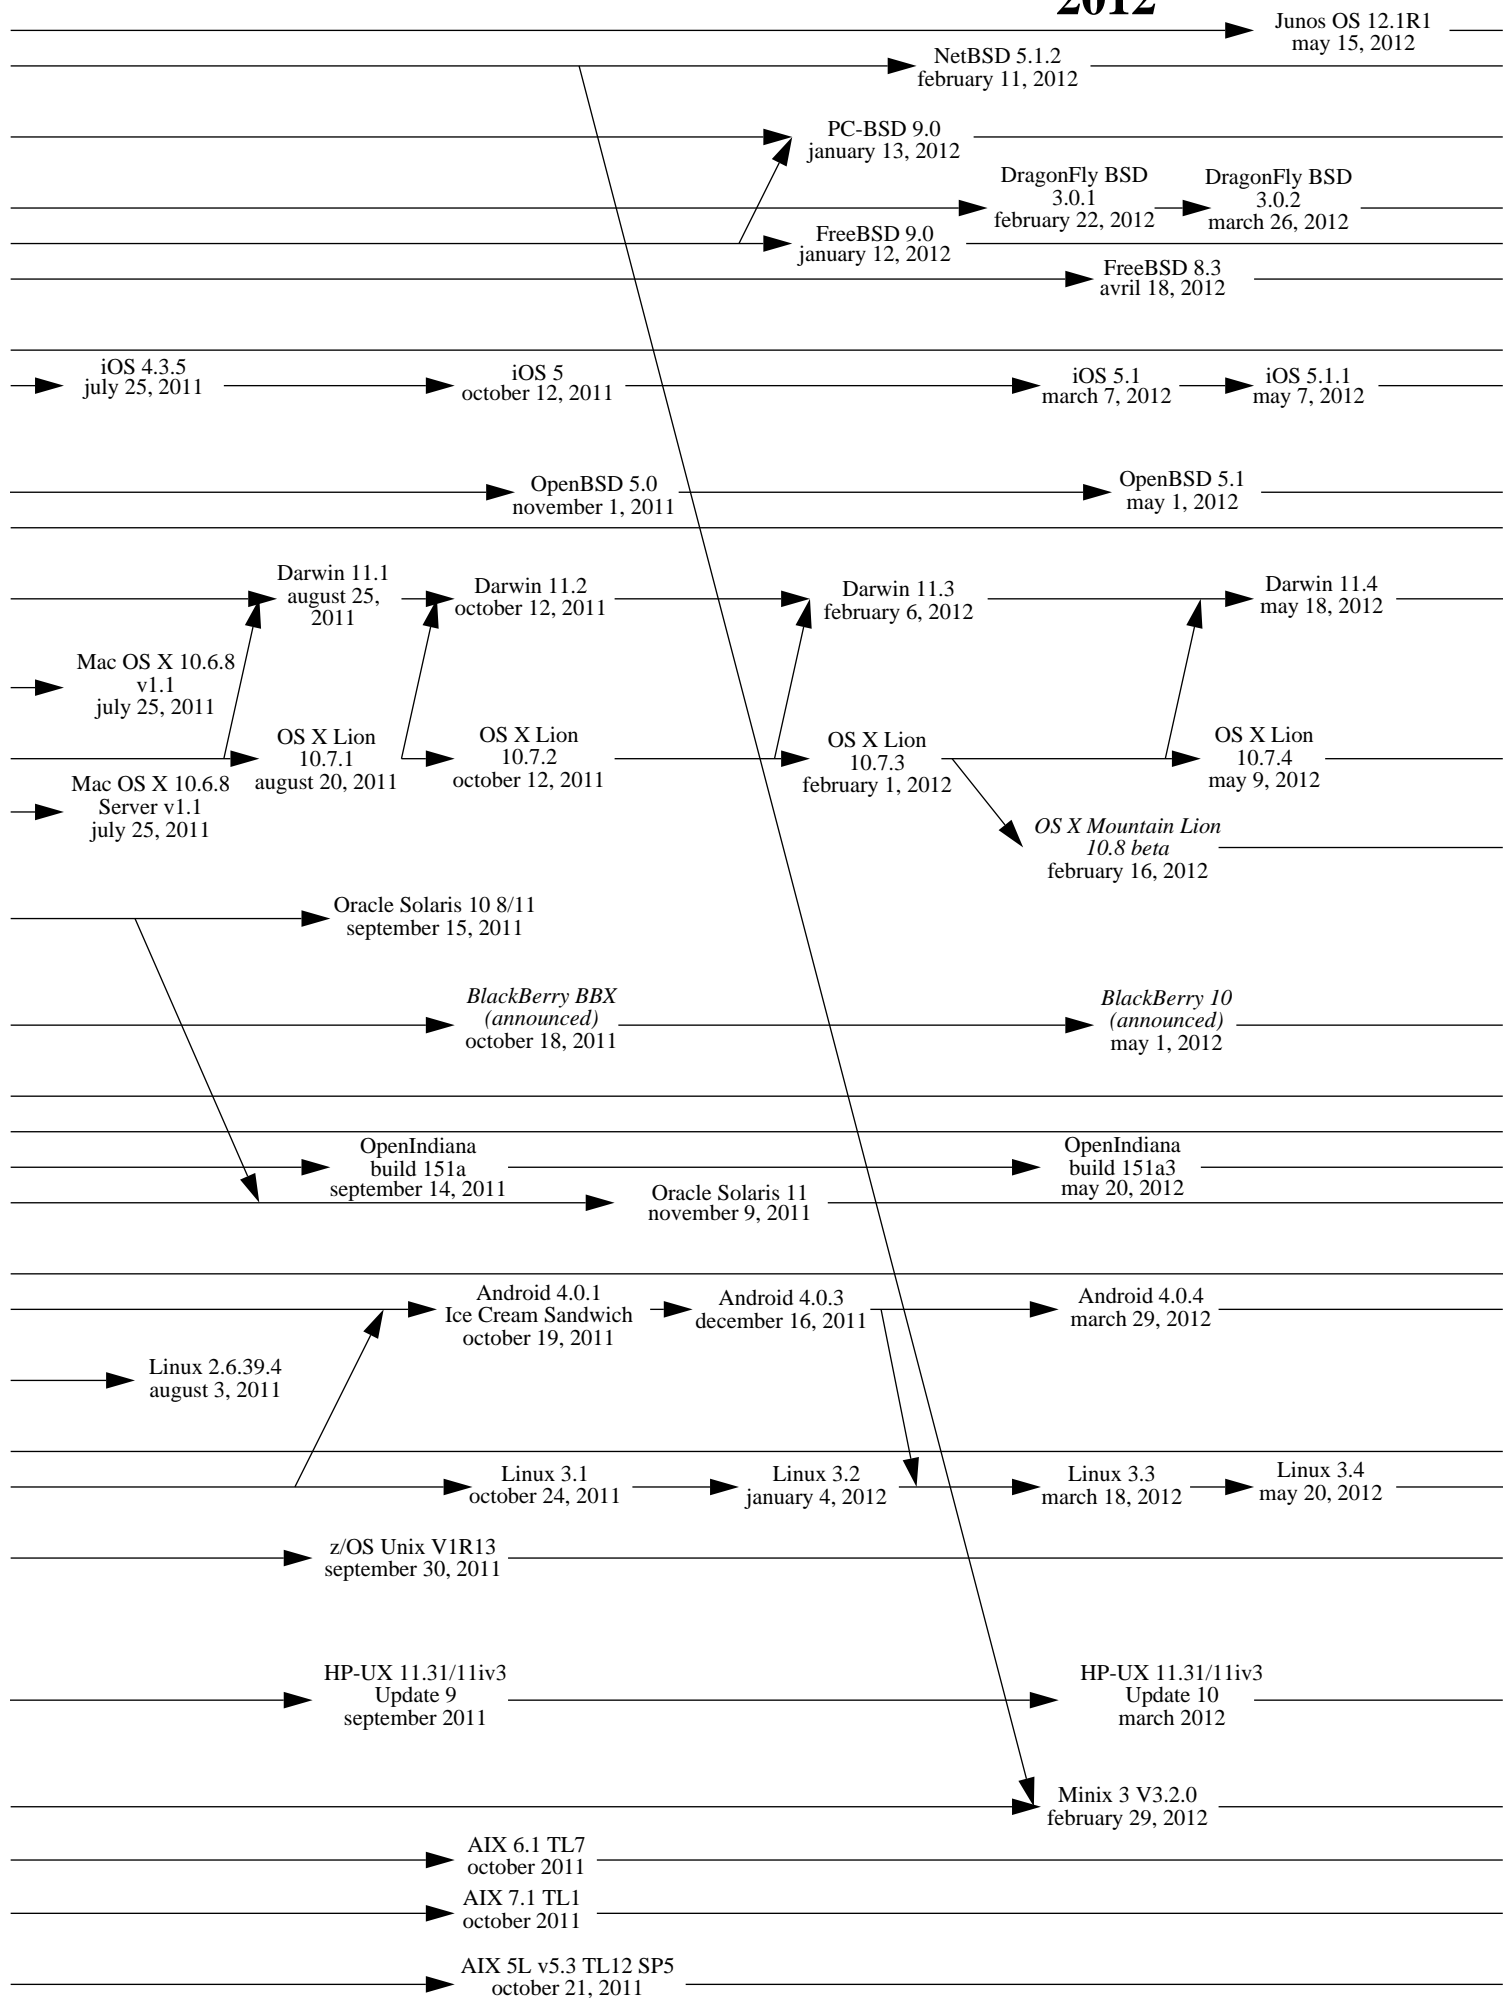 2012
Junos OS 12.1R1
may 15, 2012
NetBSD 5.1.2
february 11, 2012
PC-BSD 9.0
january 13, 2012
DragonFly BSD
3.0.1
february 22, 2012
DragonFly BSD
3.0.2
march 26, 2012
FreeBSD 9.0
january 12, 2012
FreeBSD 8.3
avril 18, 2012
iOS 4.3.5
july 25, 2011
iOS 5
october 12, 2011
iOS 5.1
march 7, 2012
iOS 5.1.1
may 7, 2012
OpenBSD 5.0
november 1, 2011
OpenBSD 5.1
may 1, 2012
Darwin 11.1
august 25,
2011
Darwin 11.2
october 12, 2011
Darwin 11.3
february 6, 2012
Darwin 11.4
may 18, 2012
Mac OS X 10.6.8
v1.1
july 25, 2011
OS X Lion
10.7.1
august 20, 2011
OS X Lion
10.7.2
october 12, 2011
OS X Lion
10.7.3
february 1, 2012
OS X Lion
10.7.4
may 9, 2012
Mac OS X 10.6.8
Server v1.1
july 25, 2011
OS X Mountain Lion
10.8 beta
february 16, 2012
Oracle Solaris 10 8/11
september 15, 2011
BlackBerry BBX
(announced)
october 18, 2011
BlackBerry 10
(announced)
may 1, 2012
OpenIndiana
build 151a
september 14, 2011
OpenIndiana
build 151a3
may 20, 2012
Oracle Solaris 11
november 9, 2011
Android 4.0.1
Ice Cream Sandwich
october 19, 2011
Android 4.0.3
december 16, 2011
Android 4.0.4
march 29, 2012
Linux 2.6.39.4
august 3, 2011
Linux 3.1
october 24, 2011
Linux 3.2
january 4, 2012
Linux 3.3
march 18, 2012
Linux 3.4
may 20, 2012
z/OS Unix V1R13
september 30, 2011
HP-UX 11.31/11iv3
Update 9
september 2011
HP-UX 11.31/11iv3
Update 10
march 2012
Minix 3 V3.2.0
february 29, 2012
AIX 6.1 TL7
october 2011
AIX 7.1 TL1
october 2011
AIX 5L v5.3 TL12 SP5
october 21, 2011